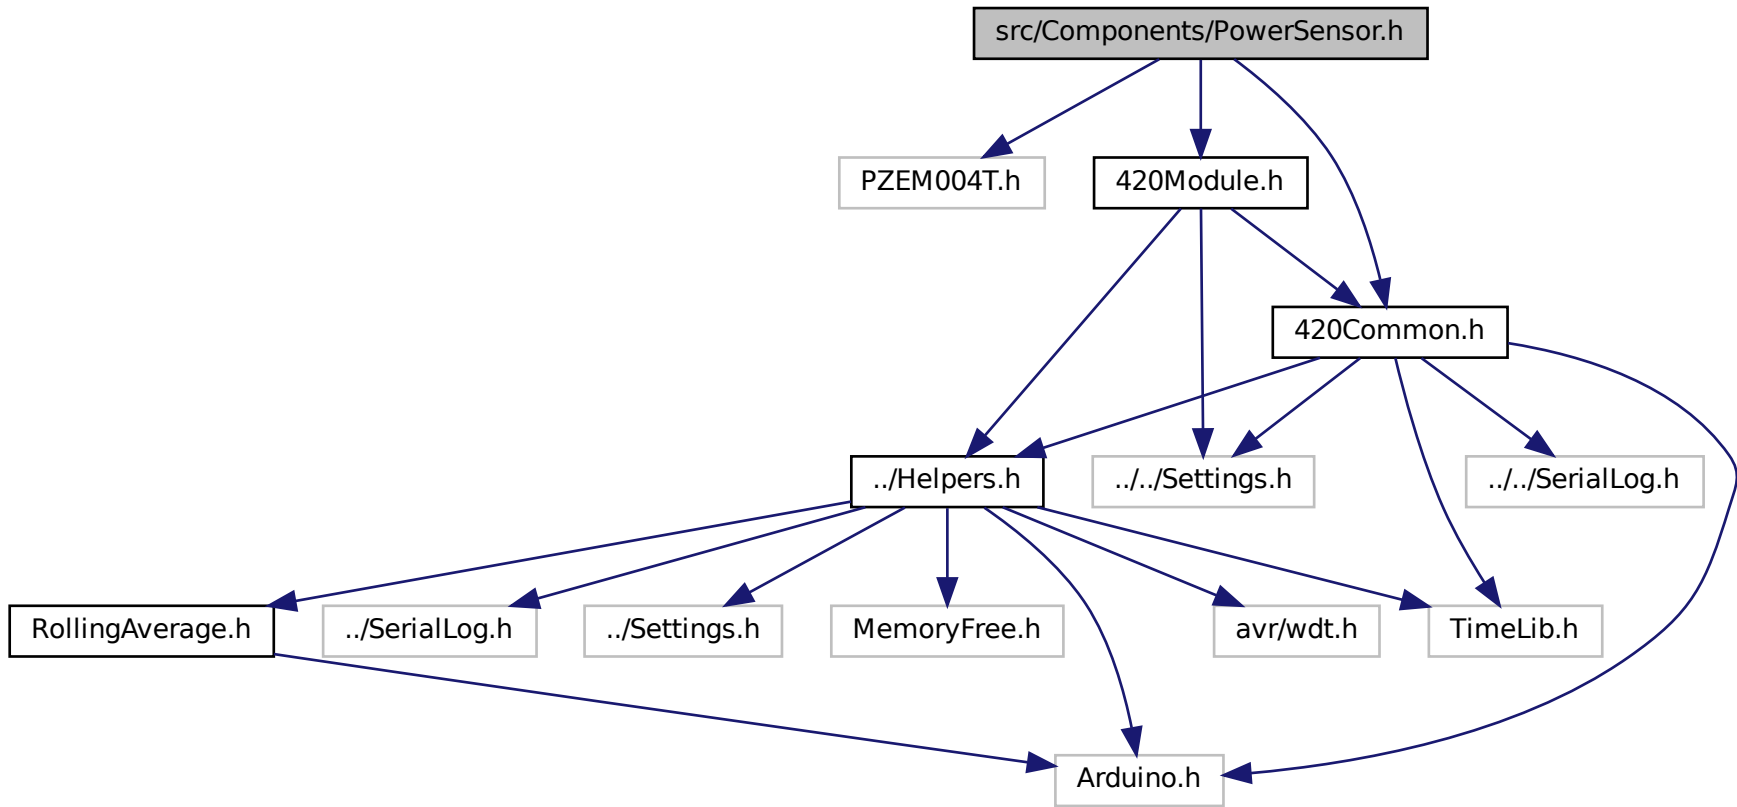 src/Components/PowerSensor.h
PZEM004T.h
420Module.h
420Common.h
../Helpers.h
../../Settings.h
../../SerialLog.h
RollingAverage.h
../SerialLog.h
../Settings.h
MemoryFree.h
avr/wdt.h
TimeLib.h
Arduino.h